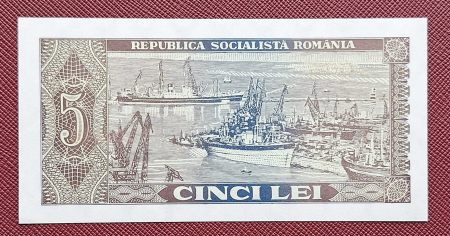 REPUBLICA SOCIALISTĂ ROMÂNIA
5
CINCI LEI